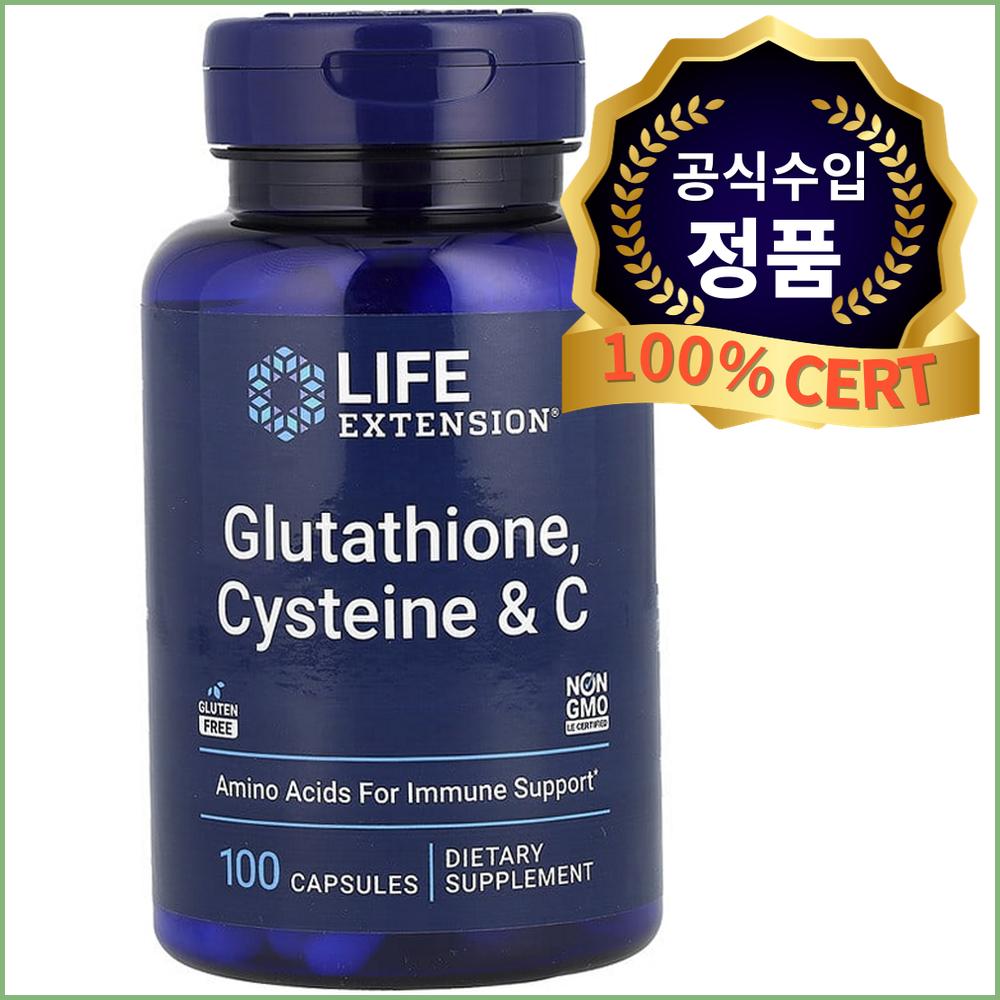 공식수입
정품
100% CERT
LIFE
EXTENSION®
Glutathione,
Cysteine & C
GLUTEN
FREE
NON
GMO
LE CERTIFIED
Amino Acids For Immune Support*
100 CAPSULES
DIETARY
SUPPLEMENT